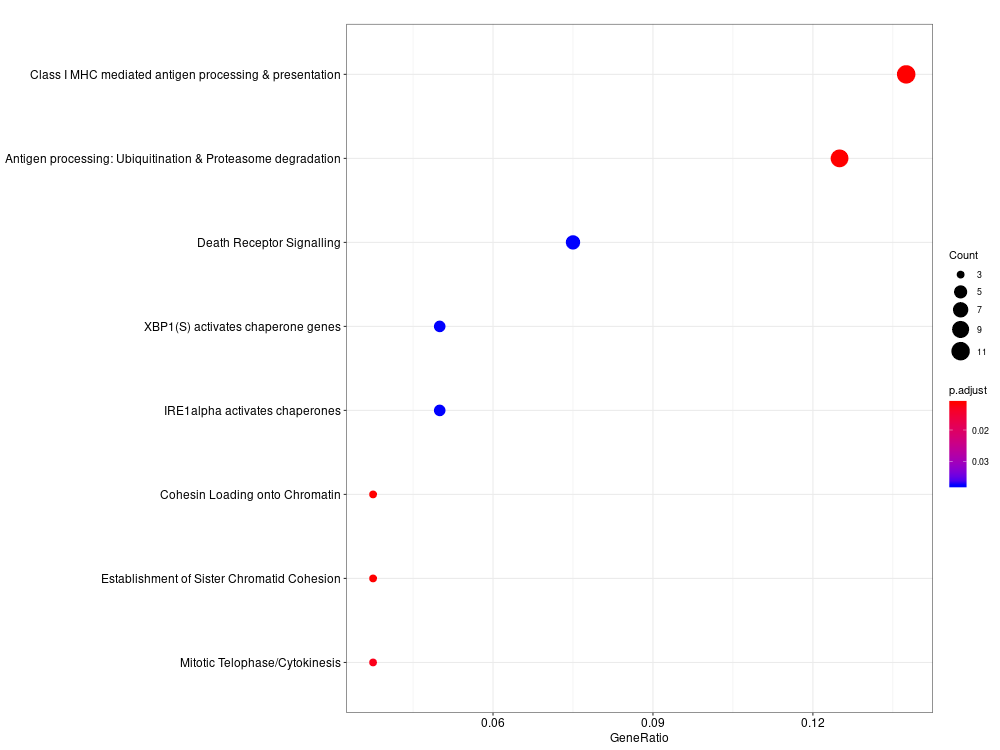 Class I MHC mediated antigen processing & presentation
Antigen processing: Ubiquitination & Proteasome degradation
Death Receptor Signalling
XBP1(S) activates chaperone genes
IRE1alpha activates chaperones
Cohesin Loading onto Chromatin
Establishment of Sister Chromatid Cohesion
Mitotic Telophase/Cytokinesis
0.06 0.09 0.12
GeneRatio
Count
3
5
7
9
11
p.adjust
0.02
0.03